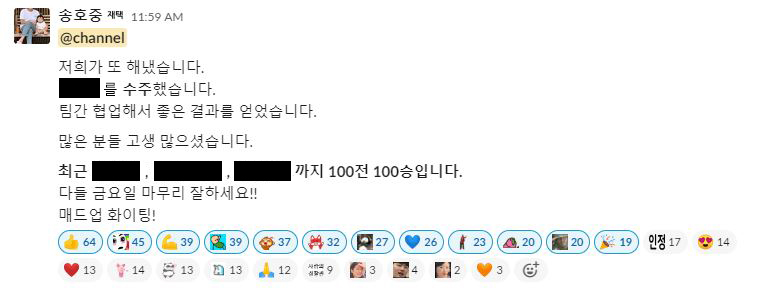 송호중 재택 11:59 AM
@channel
저희가 또 해냈습니다.
를 수주했습니다.
팀간 협업해서 좋은 결과를 얻었습니다.
많은 분들 고생 많으셨습니다.
최근 , , 까지 100전 100승입니다.
다들 금요일 마무리 잘하세요!!
매드업 화이팅!
64 45 39 39 37 32 27 26 23 20 20 19 인정 17 14
13 14 13 13 12 9 3 4 2 3